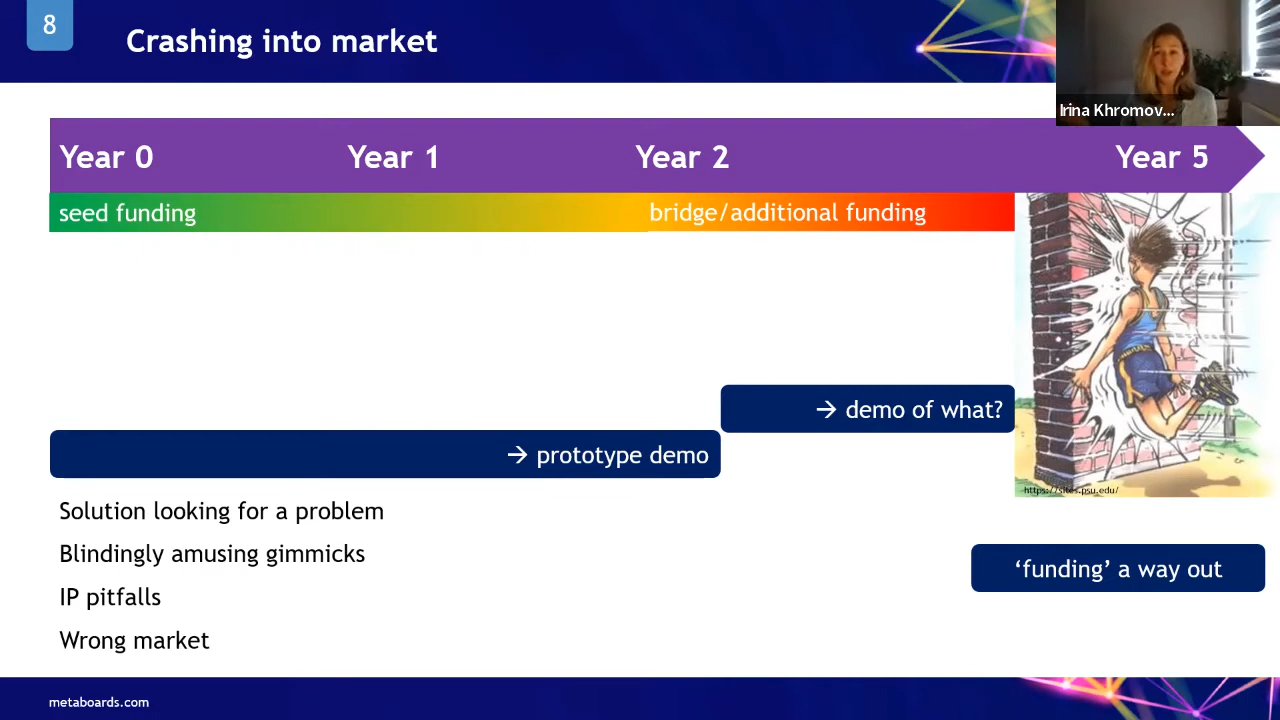 8
Crashing into market
Irina Khromov...
Year 0
Year 1
Year 2
Year 5
seed funding
bridge/additional funding
→ demo of what?
→ prototype demo
https://sites.psu.edu/
Solution looking for a problem
Blindingly amusing gimmicks
‘funding’ a way out
IP pitfalls
Wrong market
metaboards.com